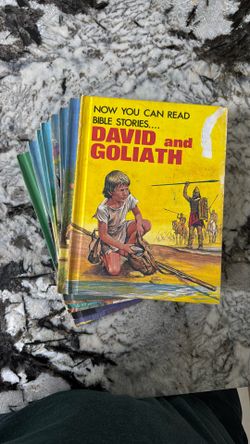 NOW YOU CAN READ
BIBLE STORIES....
DAVID and
GOLIATH